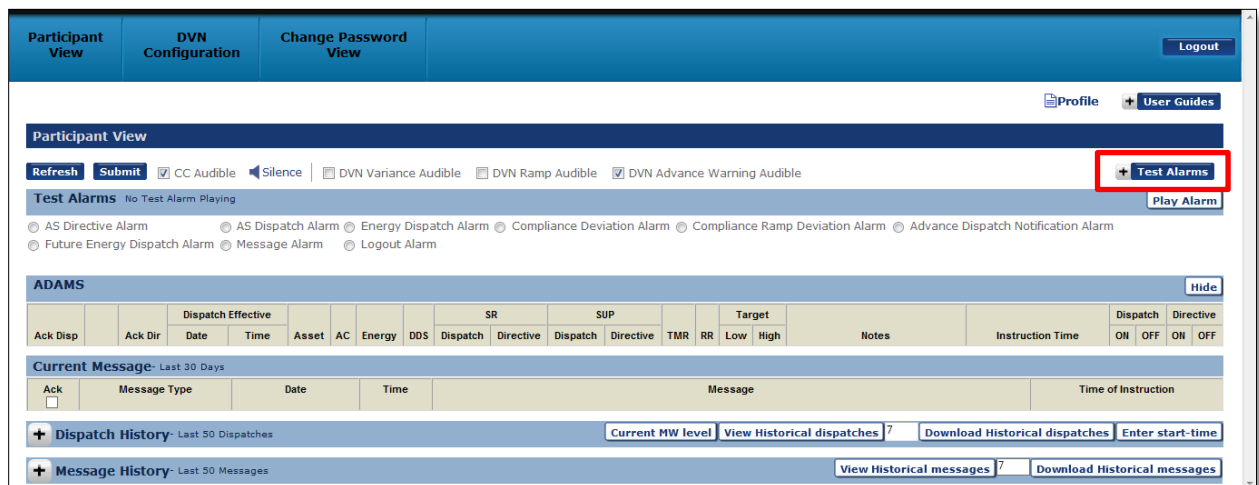 Participant View DVN Configuration Change Password View Logout
Profile + User Guides
Participant View
Refresh Submit CC Audible Silence DVN Variance Audible DVN Ramp Audible DVN Advance Warning Audible + Test Alarms
Test Alarms No Test Alarm Playing Play Alarm
AS Directive Alarm AS Dispatch Alarm Energy Dispatch Alarm Compliance Deviation Alarm Compliance Ramp Deviation Alarm Advance Dispatch Notification Alarm
Future Energy Dispatch Alarm Message Alarm Logout Alarm
ADAMS Hide
Dispatch Effective SR SUP Target Dispatch Directive
Ack Disp Ack Dir Date Time Asset AC Energy DDS Dispatch Directive Dispatch Directive TMR RR Low High Notes Instruction Time ON OFF ON OFF
Current Message- Last 30 Days
Ack Message Type Date Time Message Time of Instruction
+ Dispatch History- Last 50 Dispatches Current MW level View Historical dispatches 7 Download Historical dispatches Enter start-time
+ Message History- Last 50 Messages View Historical messages 7 Download Historical messages